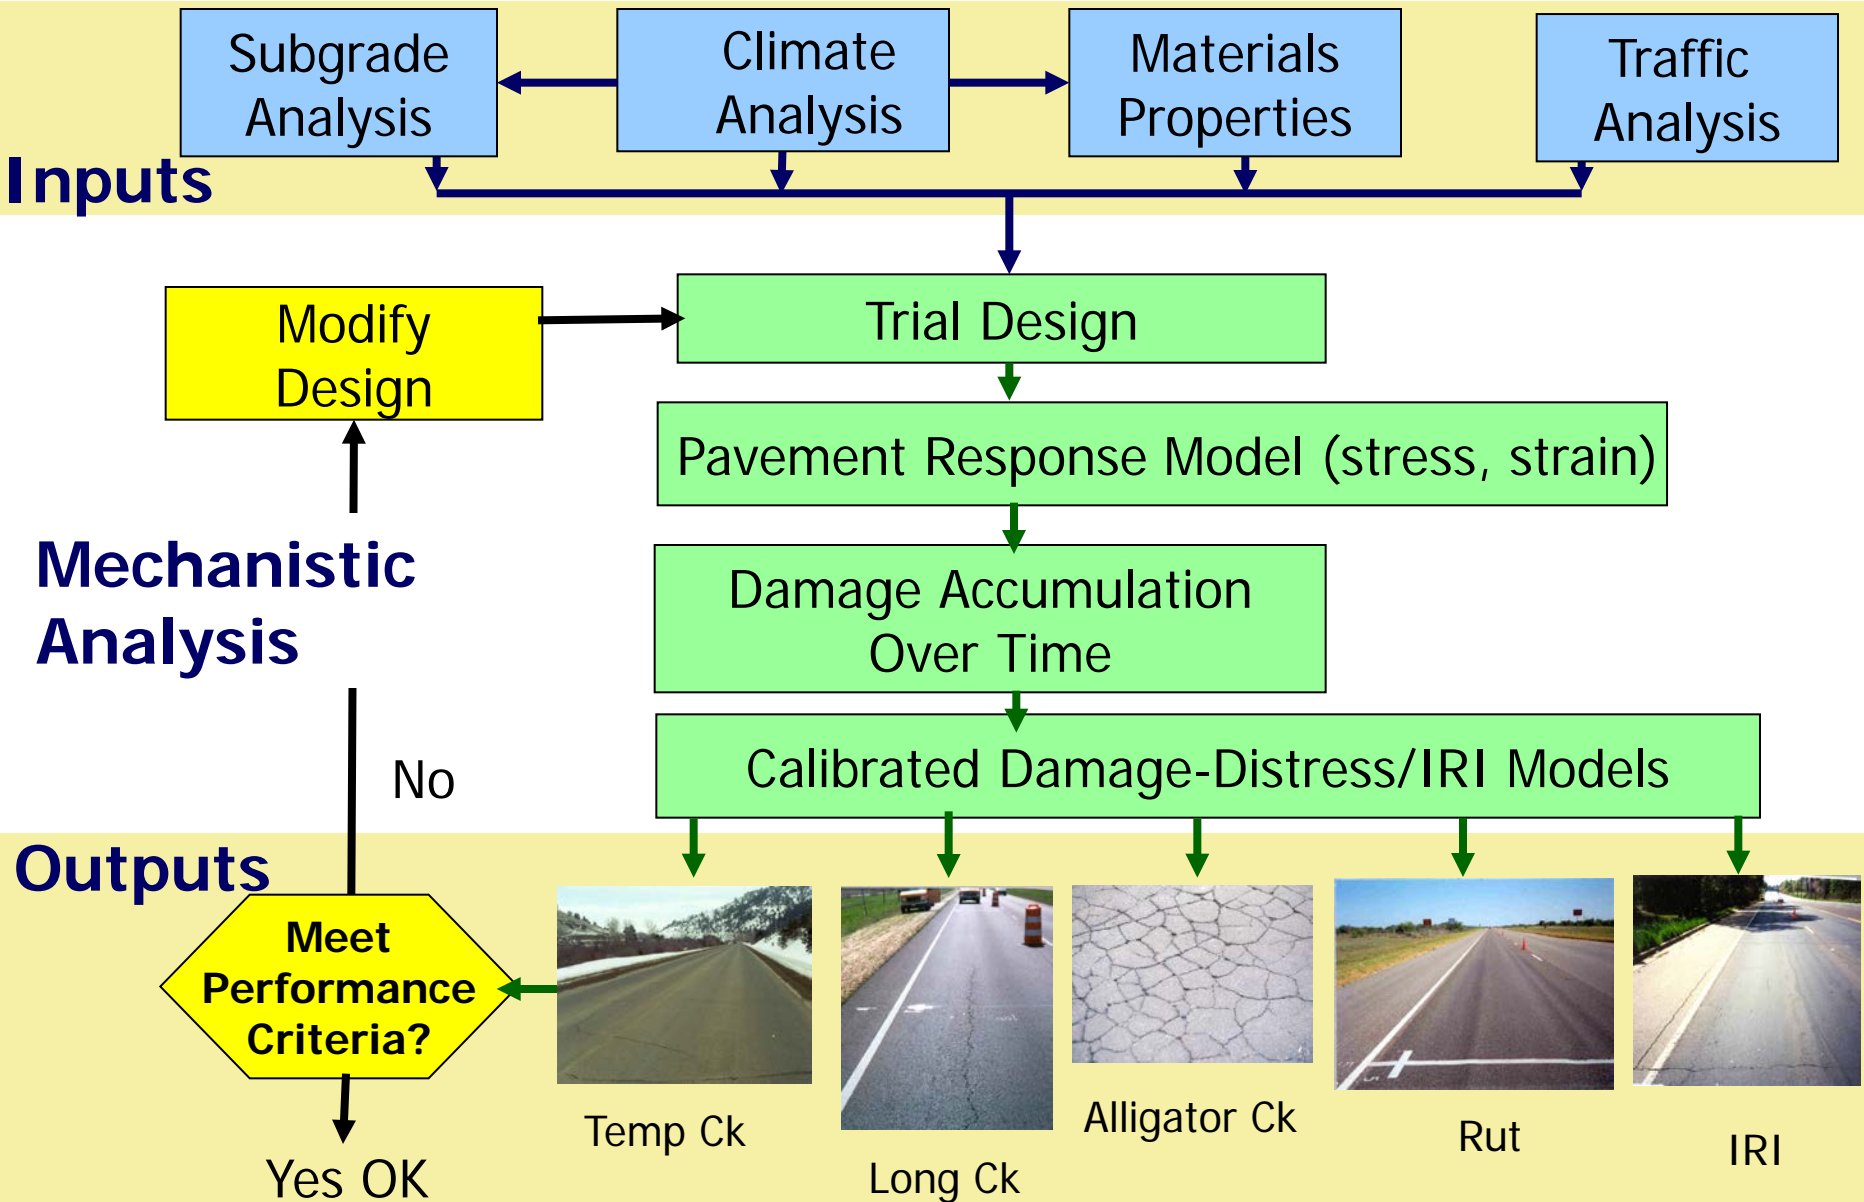 Subgrade
Analysis
Climate
Analysis
Materials
Properties
Traffic
Analysis
Inputs
Modify
Design
Trial Design
Pavement Response Model (stress, strain)
Mechanistic
Analysis
Damage Accumulation
Over Time
No
Calibrated Damage-Distress/IRI Models
Outputs
Meet
Performance
Criteria?
Yes OK
Temp Ck
Long Ck
Alligator Ck
Rut
IRI